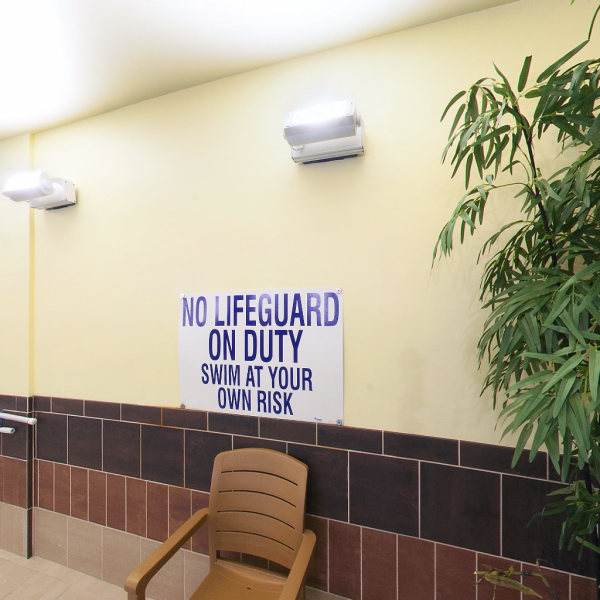 NO LIFEGUARD
ON DUTY
SWIM AT YOUR
OWN RISK